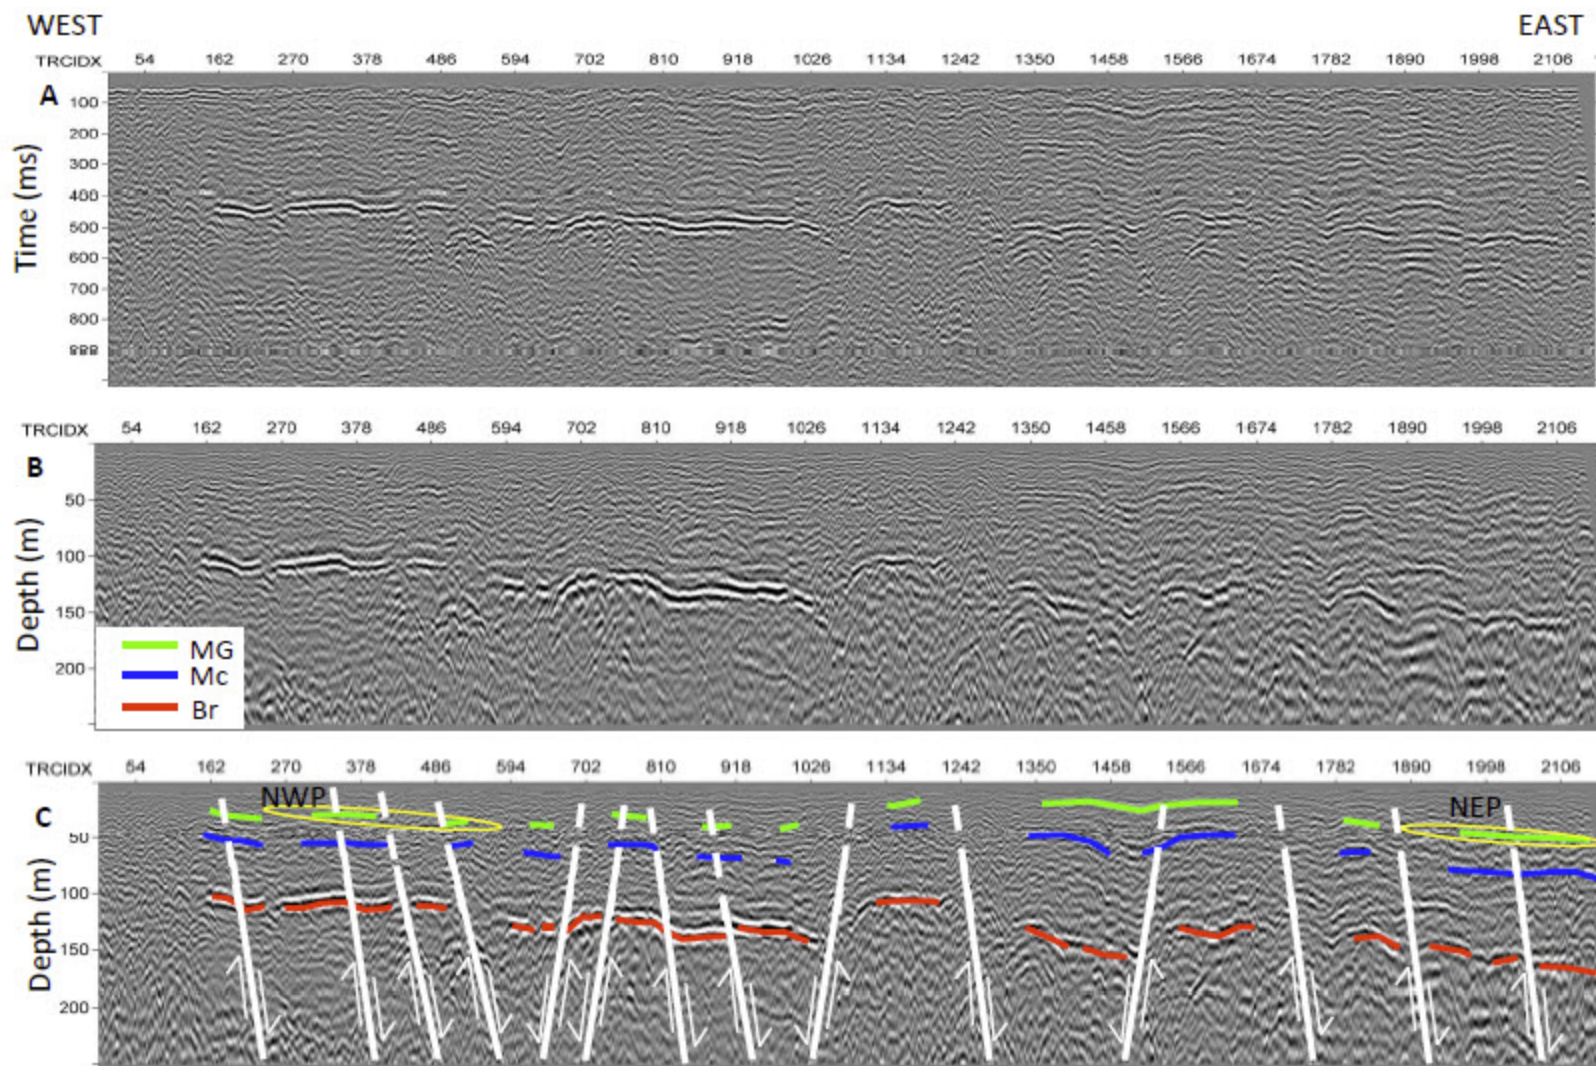 WEST
EAST
TRCIDX 54 162 270 378 486 594 702 810 918 1026 1134 1242 1350 1458 1566 1674 1782 1890 1998 2106
A
Time (ms)
100
200
300
400
500
600
700
800
888
TRCIDX 54 162 270 378 486 594 702 810 918 1026 1134 1242 1350 1458 1566 1674 1782 1890 1998 2106
B
Depth (m)
50
100
150
200
MG
Mc
Br
TRCIDX 54 162 270 378 486 594 702 810 918 1026 1134 1242 1350 1458 1566 1674 1782 1890 1998 2106
C
NWP
NEP
Depth (m)
50
100
150
200